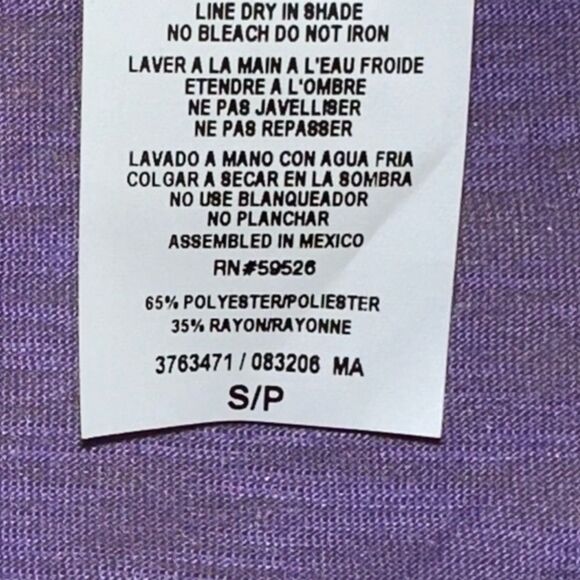 LINE DRY IN SHADE
NO BLEACH DO NOT IRON
LAVER A LA MAIN A L'EAU FROIDE
ETENDRE A L'OMBRE
NE PAS JAVELLISER
NE PAS REPASSER
LAVADO A MANO CON AGUA FRIA
COLGAR A SECAR EN LA SOMBRA
NO USE BLANQUEADOR
NO PLANCHAR
ASSEMBLED IN MEXICO
RN#59526
65% POLYESTER/POLIESTER
35% RAYON/RAYONNE
3763471 / 083206 MA
S/P